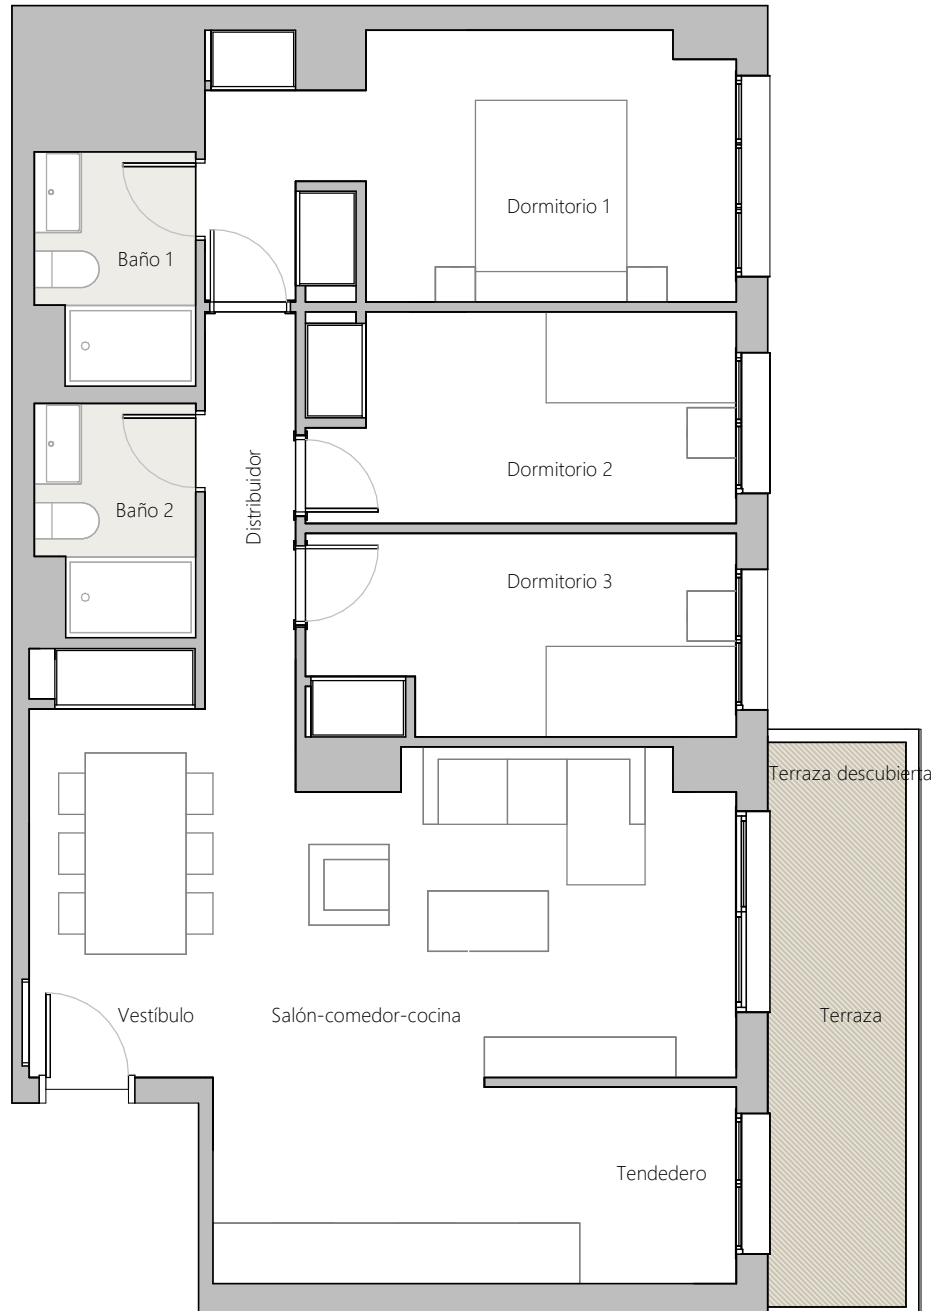 Dormitorio 1
Baño 1
Distribuidor
Dormitorio 2
Baño 2
Dormitorio 3
Terraza descubierta
Vestíbulo
Salón-comedor-cocina
Terraza
Tendedero